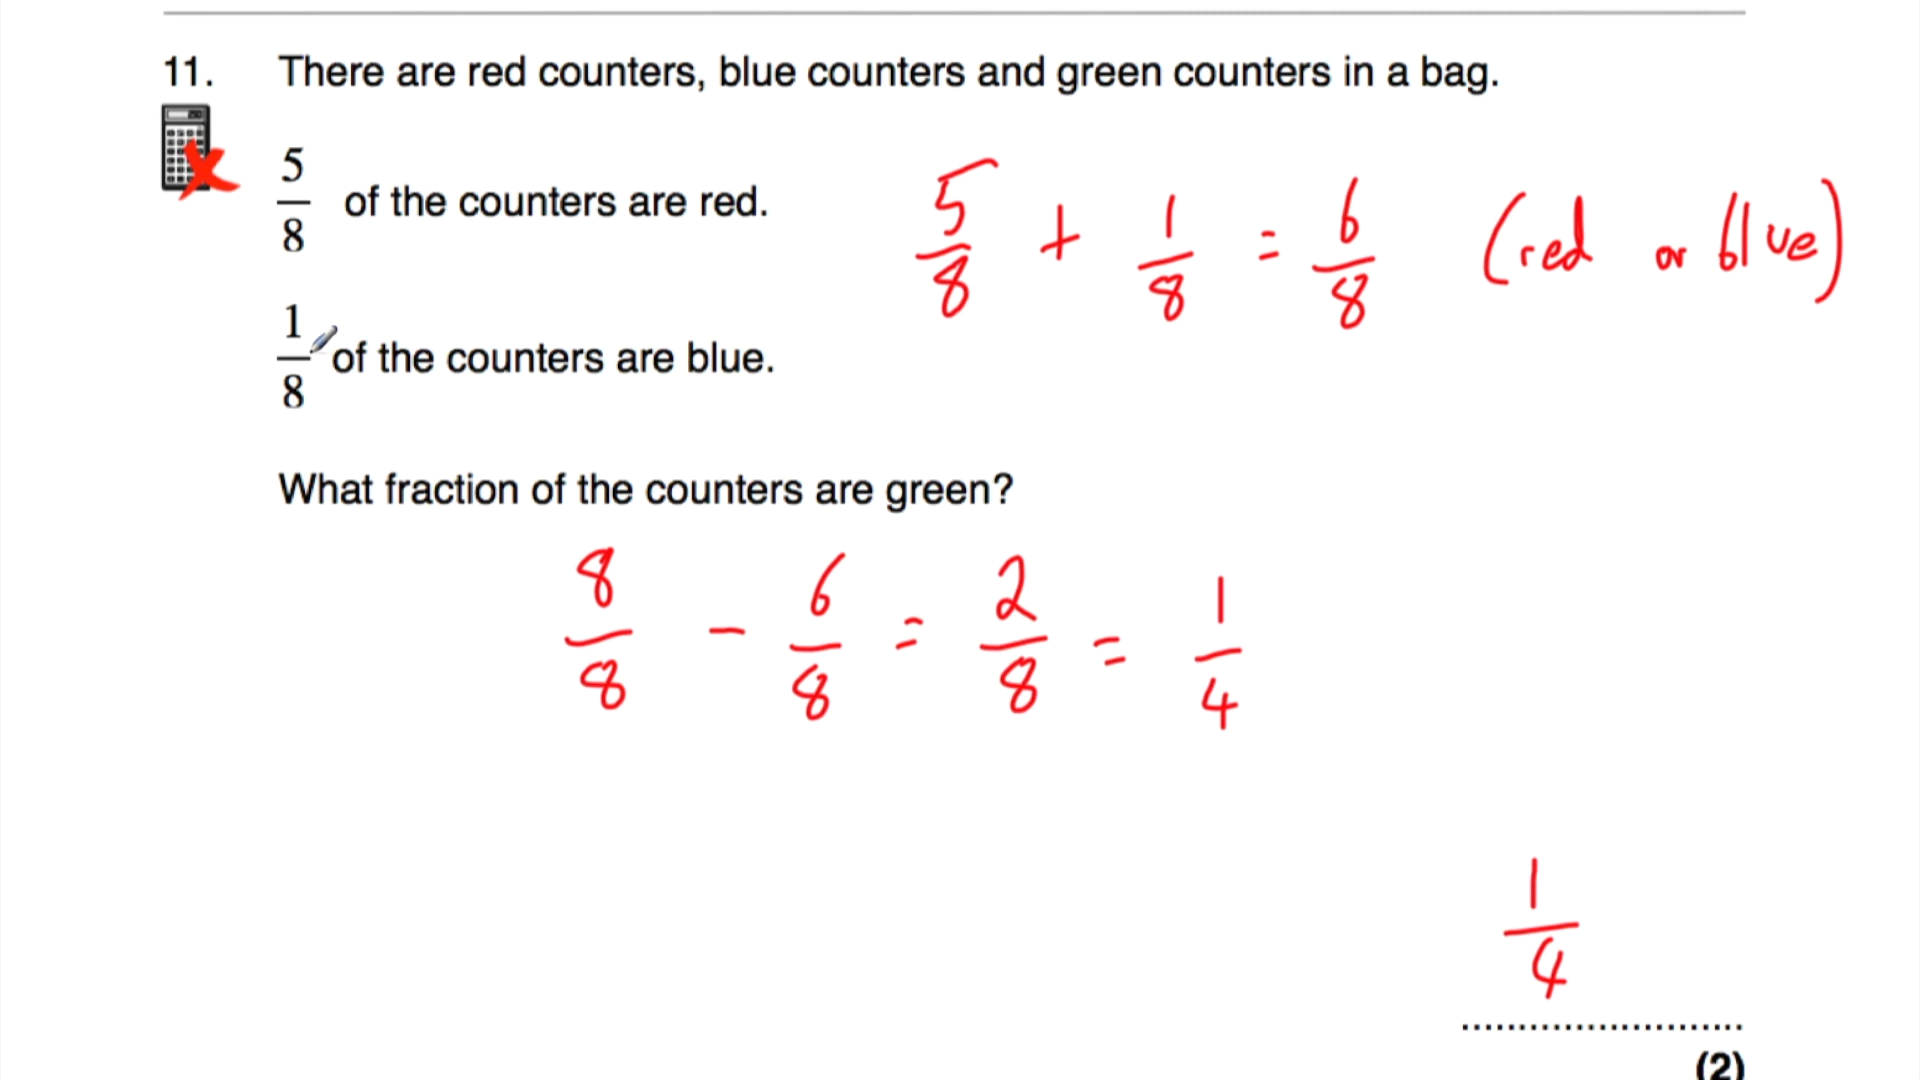 11. There are red counters, blue counters and green counters in a bag.
5/8 of the counters are red.
5/8 + 1/8 = 6/8 (red or blue)
1/8 of the counters are blue.
What fraction of the counters are green?
8/8 - 6/8 = 2/8 = 1/4
1/4
(2)